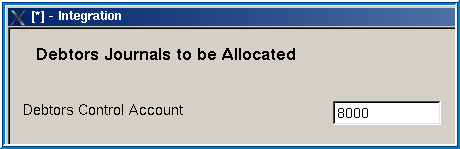 [*] - Integration
Debtors Journals to be Allocated
Debtors Control Account 8000